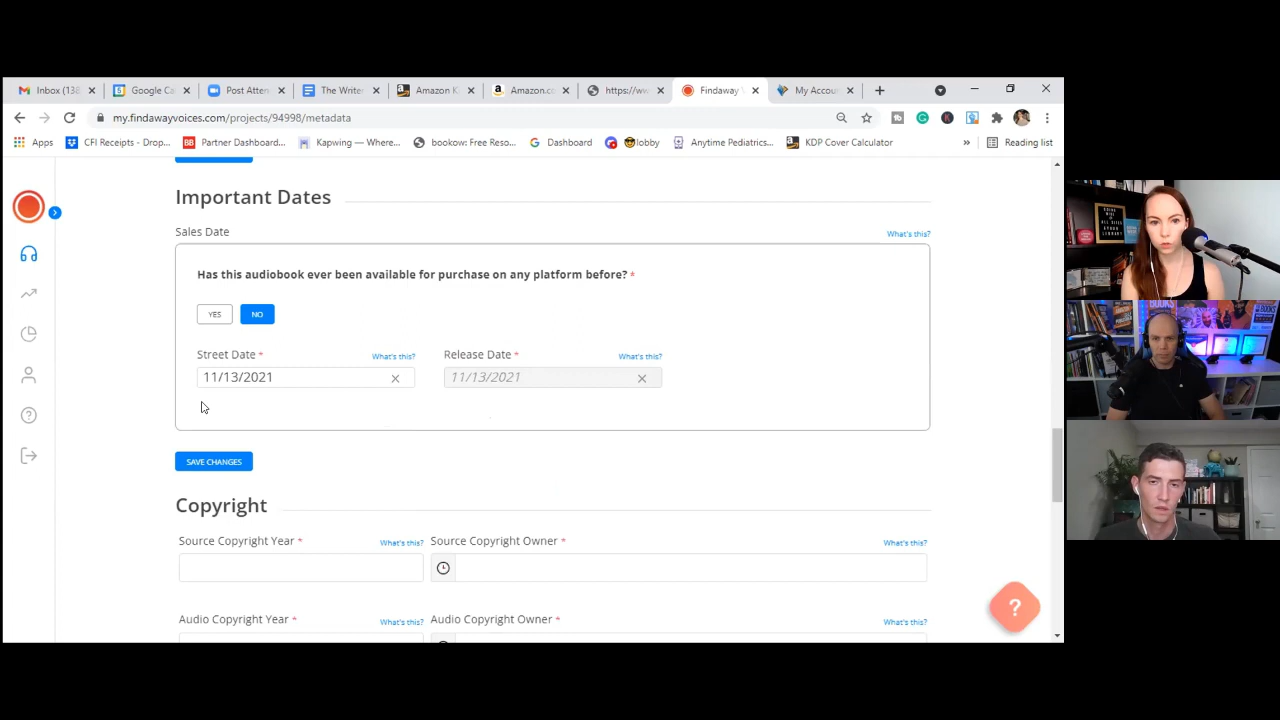 Inbox (138
Google Ca
Post Atten
The Writer
Amazon K
Amazon.co
https://ww
Findaway V
My Accou
my.findawayvoices.com/projects/94998/metadata
Apps
CFI Receipts - Drop...
Partner Dashboard...
Kapwing — Where...
bookow: Free Reso...
Dashboard
lobby
Anytime Pediatrics...
KDP Cover Calculator
»
Reading list
Important Dates
Sales Date
What's this?
Has this audiobook ever been available for purchase on any platform before? *
YES
NO
Street Date *
What's this?
Release Date *
What's this?
11/13/2021
11/13/2021
SAVE CHANGES
Copyright
Source Copyright Year *
What's this?
Source Copyright Owner *
What's this?
Audio Copyright Year *
What's this?
Audio Copyright Owner *
What's this?
?